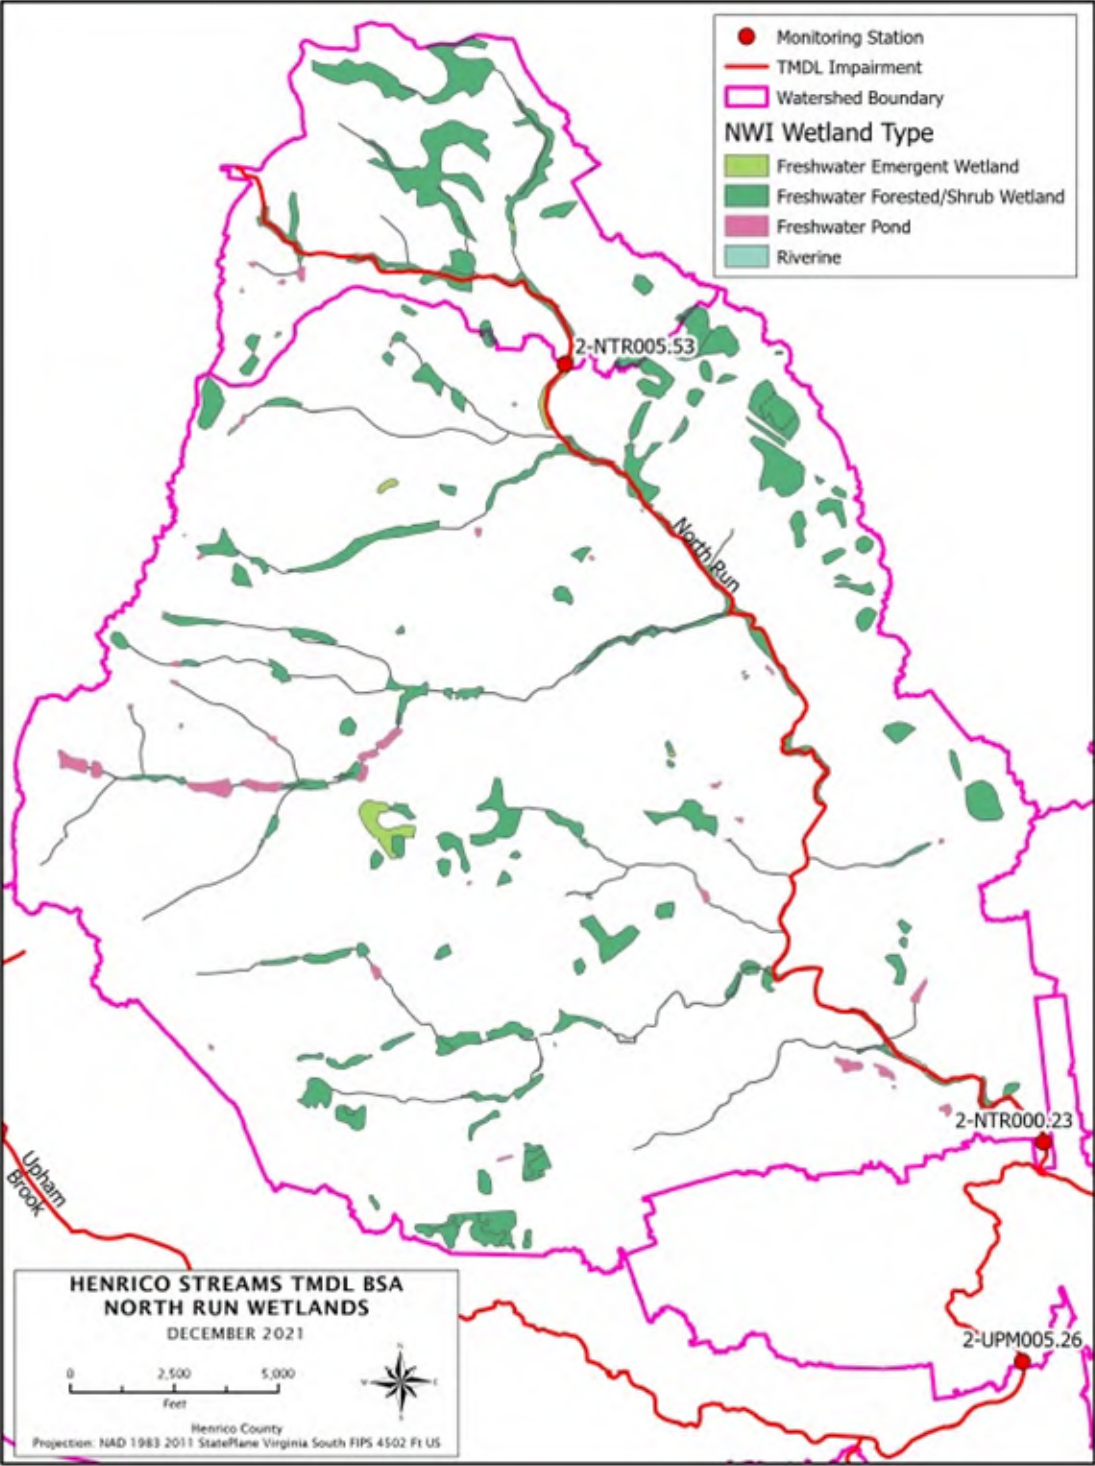 Monitoring Station
TMDL Impairment
Watershed Boundary
NWI Wetland Type
Freshwater Emergent Wetland
Freshwater Forested/Shrub Wetland
Freshwater Pond
Riverine
2-NTR005.53
North Run
2-NTR000.23
Upham
Brook
2-UPM005.26
HENRICO STREAMS TMDL BSA
NORTH RUN WETLANDS
DECEMBER 2021
0 2,500 5,000
Feet
N
W E
S
Henrico County
Projection: NAD 1983 2011 StatePlane Virginia South FIPS 4502 Ft US